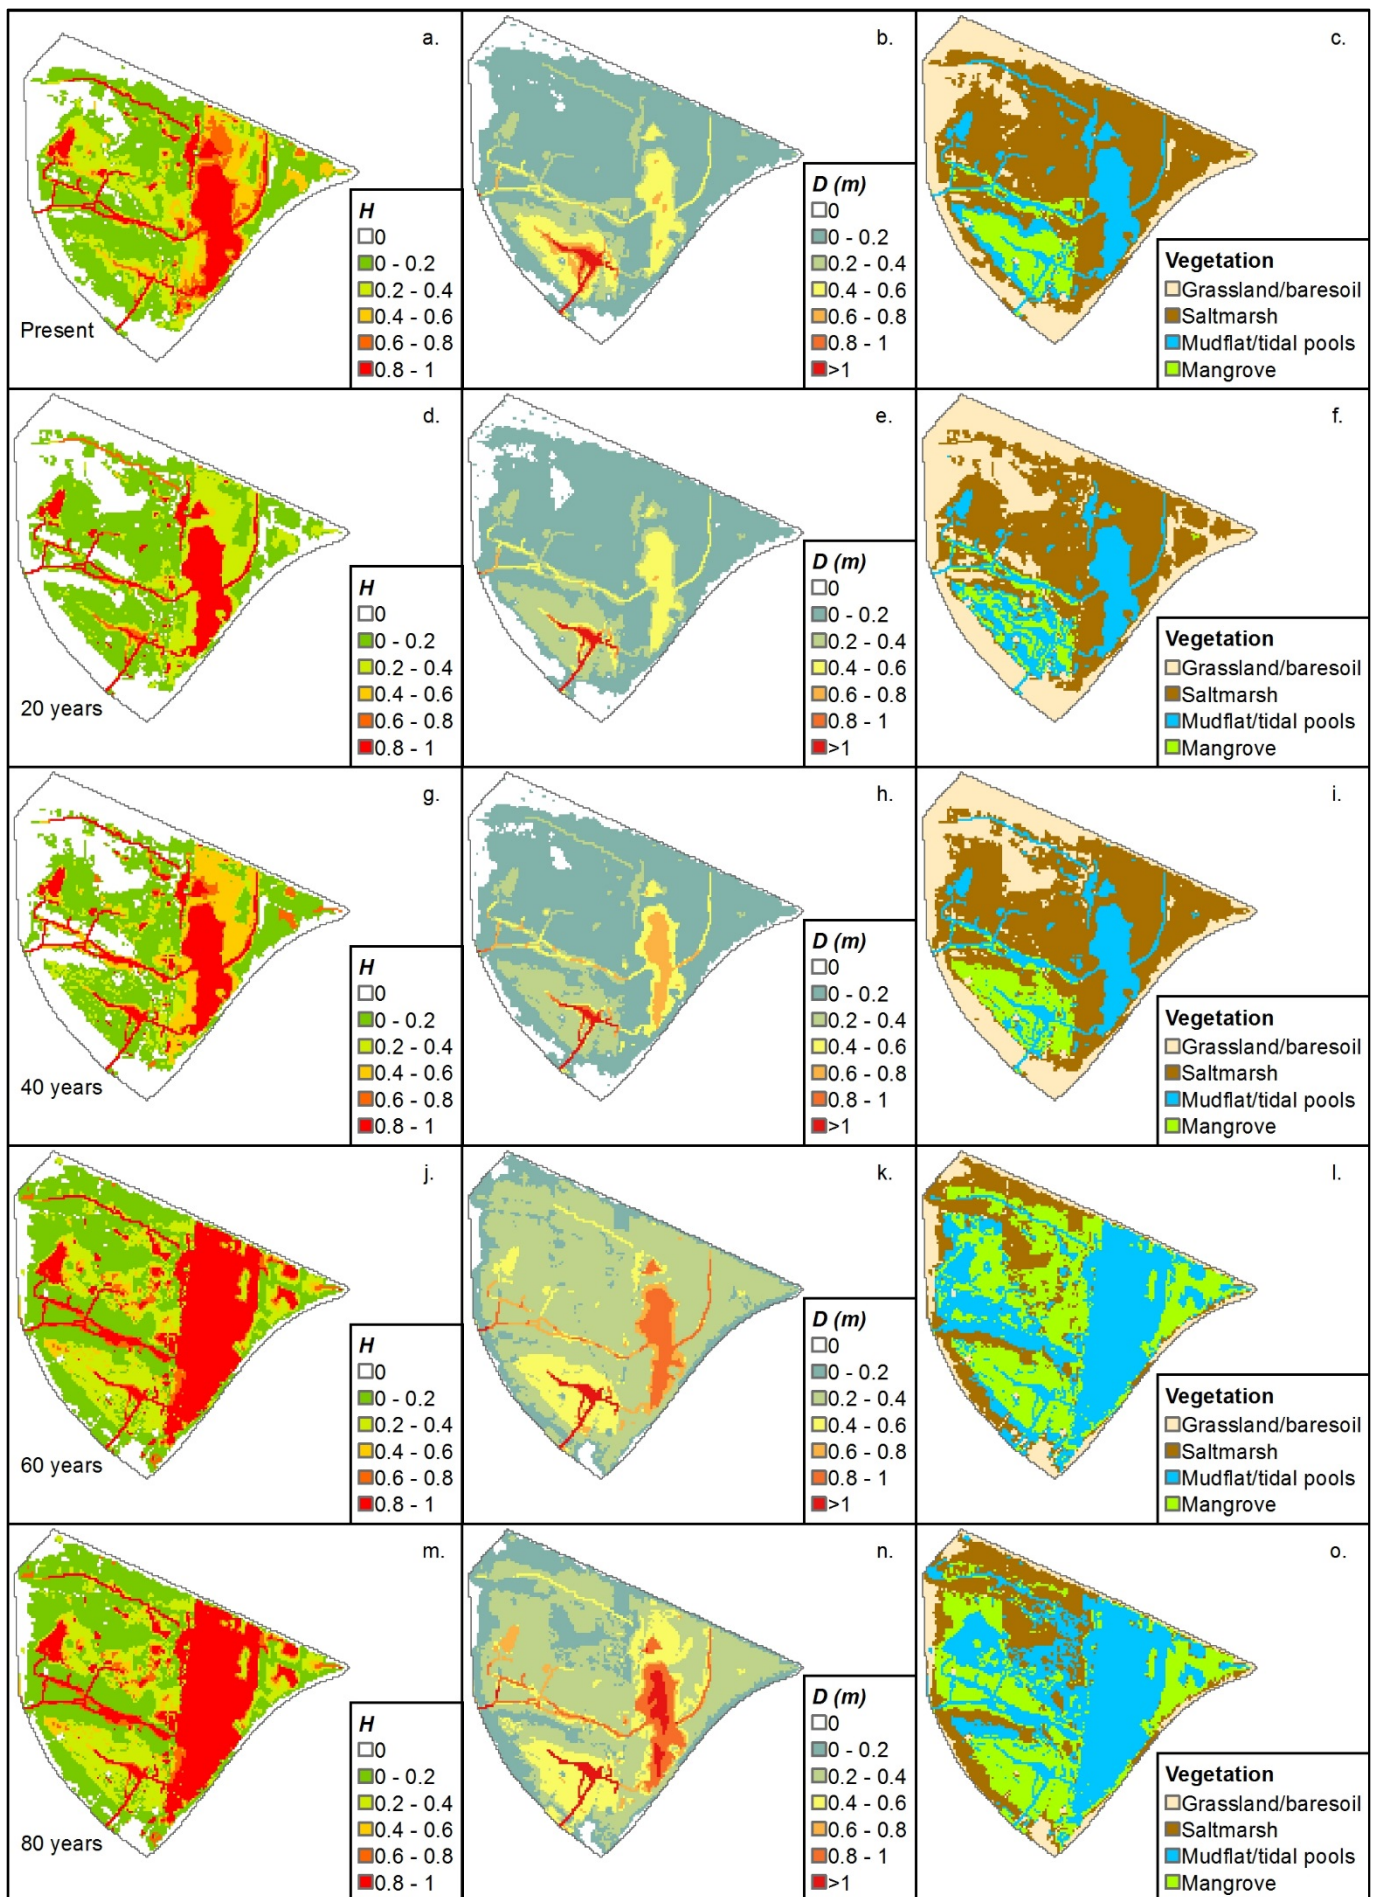 a.
H
0
0 - 0.2
0.2 - 0.4
0.4 - 0.6
0.6 - 0.8
0.8 - 1
Present
b.
D (m)
0
0 - 0.2
0.2 - 0.4
0.4 - 0.6
0.6 - 0.8
0.8 - 1
>1
c.
Vegetation
Grassland/baresoil
Saltmarsh
Mudflat/tidal pools
Mangrove
d.
H
0
0 - 0.2
0.2 - 0.4
0.4 - 0.6
0.6 - 0.8
0.8 - 1
20 years
e.
D (m)
0
0 - 0.2
0.2 - 0.4
0.4 - 0.6
0.6 - 0.8
0.8 - 1
>1
f.
Vegetation
Grassland/baresoil
Saltmarsh
Mudflat/tidal pools
Mangrove
g.
H
0
0 - 0.2
0.2 - 0.4
0.4 - 0.6
0.6 - 0.8
0.8 - 1
40 years
h.
D (m)
0
0 - 0.2
0.2 - 0.4
0.4 - 0.6
0.6 - 0.8
0.8 - 1
>1
i.
Vegetation
Grassland/baresoil
Saltmarsh
Mudflat/tidal pools
Mangrove
j.
H
0
0 - 0.2
0.2 - 0.4
0.4 - 0.6
0.6 - 0.8
0.8 - 1
60 years
k.
D (m)
0
0 - 0.2
0.2 - 0.4
0.4 - 0.6
0.6 - 0.8
0.8 - 1
>1
l.
Vegetation
Grassland/baresoil
Saltmarsh
Mudflat/tidal pools
Mangrove
m.
H
0
0 - 0.2
0.2 - 0.4
0.4 - 0.6
0.6 - 0.8
0.8 - 1
80 years
n.
D (m)
0
0 - 0.2
0.2 - 0.4
0.4 - 0.6
0.6 - 0.8
0.8 - 1
>1
o.
Vegetation
Grassland/baresoil
Saltmarsh
Mudflat/tidal pools
Mangrove